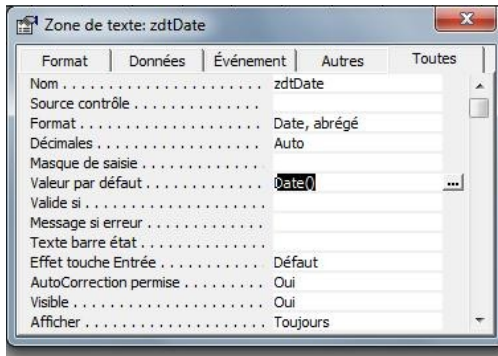 Zone de texte: zdtDate
Format Données Événement Autres Toutes
Nom . . . . . . . . . . . . . . . . . . . . . . . zdtDate
Source contrôle . . . . . . . . . . . . . .
Format . . . . . . . . . . . . . . . . . . . . . Date, abrégé
Décimales . . . . . . . . . . . . . . . . . . . Auto
Masque de saisie . . . . . . . . . . . . .
Valeur par défaut . . . . . . . . . . . . Date() ...
Valide si . . . . . . . . . . . . . . . . . . . .
Message si erreur . . . . . . . . . . . .
Texte barre état . . . . . . . . . . . . . .
Effet touche Entrée . . . . . . . . . . . Défaut
AutoCorrection permise . . . . . . . . Oui
Visible . . . . . . . . . . . . . . . . . . . . . . Oui
Afficher . . . . . . . . . . . . . . . . . . . . . Toujours